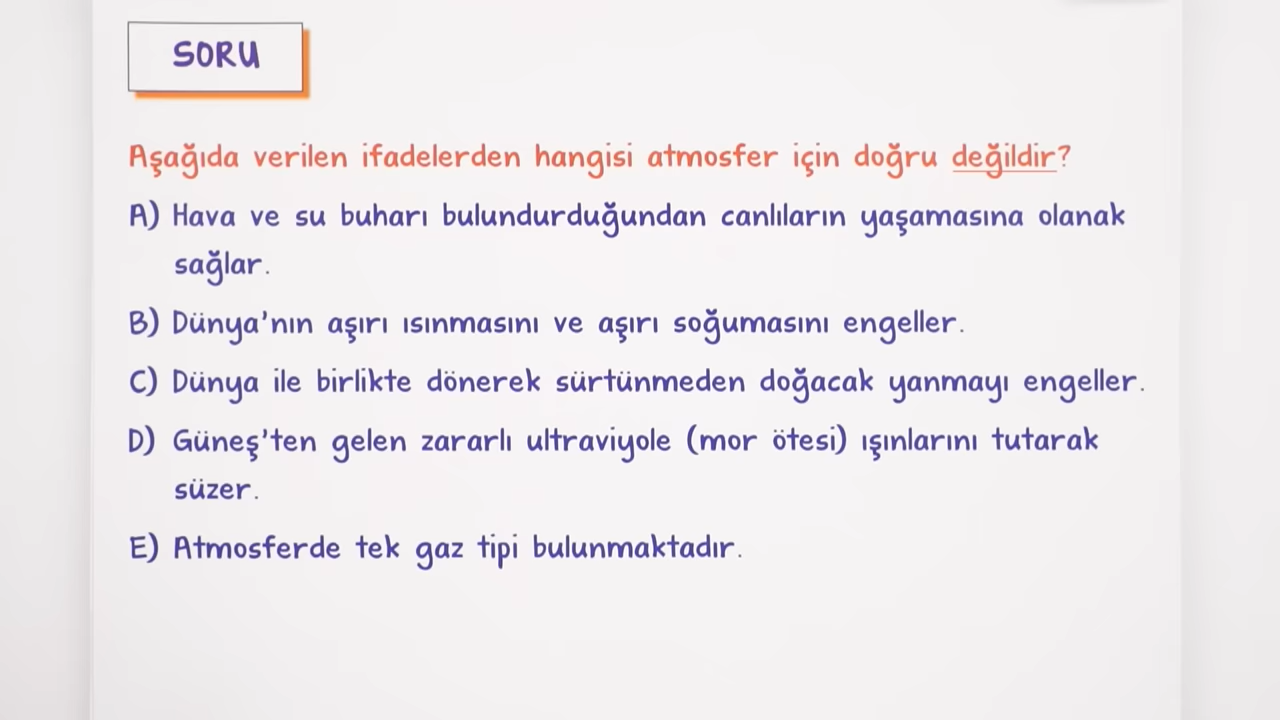 SORU
Aşağıda verilen ifadelerden hangisi atmosfer için doğru değildir?
A) Hava ve su buharı bulundurduğundan canlıların yaşamasına olanak
sağlar.
B) Dünya'nın aşırı ısınmasını ve aşırı soğumasını engeller.
C) Dünya ile birlikte dönerek sürtünmeden doğacak yanmayı engeller.
D) Güneş'ten gelen zararlı ultraviyole (mor ötesi) ışınlarını tutarak
süzer.
E) Atmosferde tek gaz tipi bulunmaktadır.